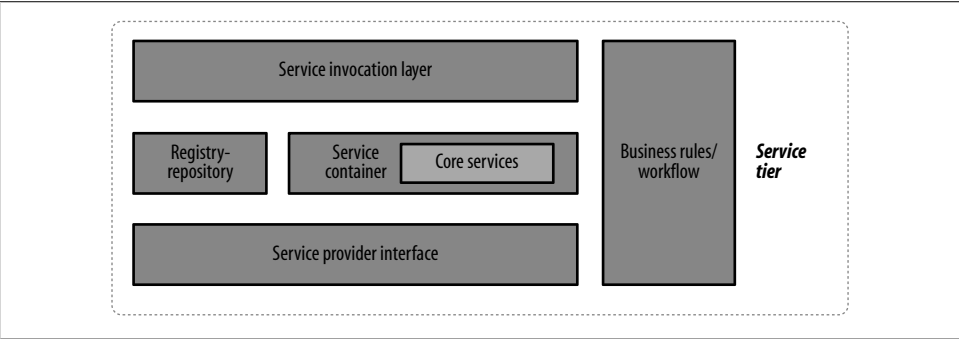 Service invocation layer
Registry-
repository
Service
container
Core services
Business rules/
workflow
Service
tier
Service provider interface